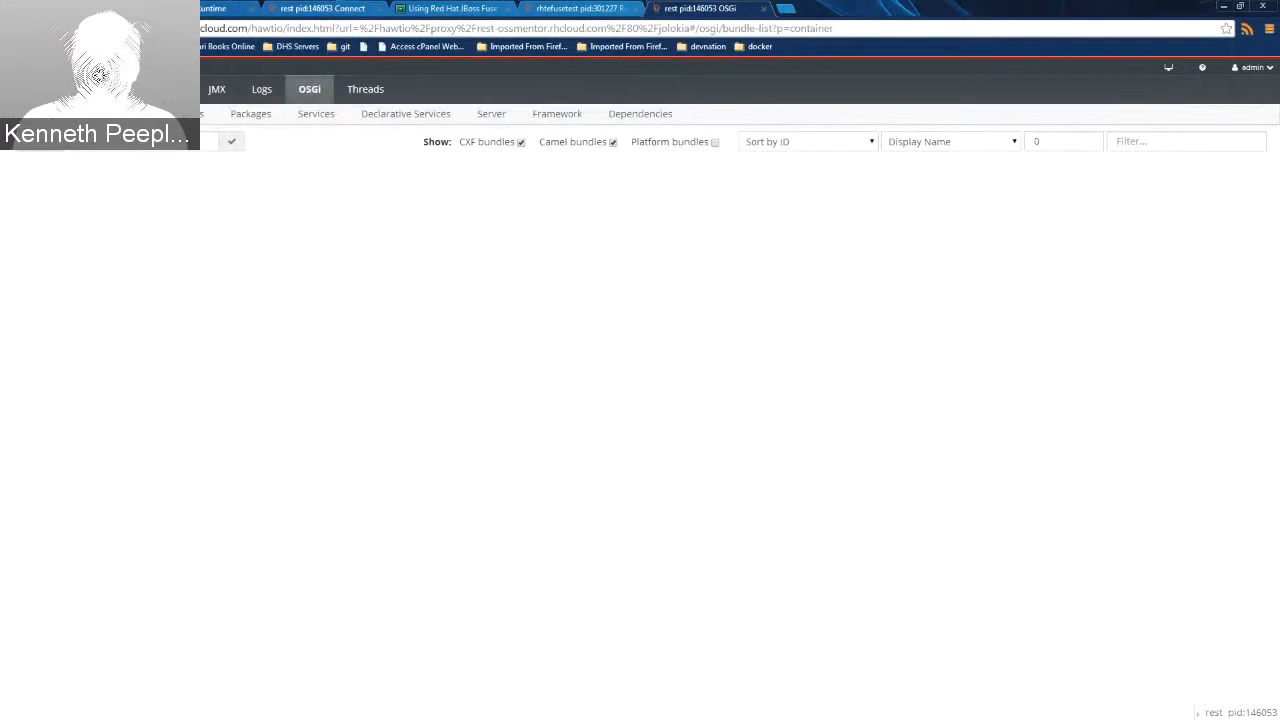 untime rest pid:146053 Connect Using Red Hat JBoss Fuse rhtefusetest pid:301227 R rest pid:146053 OSGi
cloud.com/hawtio/index.html?url=%2Fhawtio%2Fproxy%2Frest-ossmentor.rhcloud.com%2F80%2Fjolokia#/osgi/bundle-list?p=container
ari Books Online DHS Servers git Access cPanel Web... Imported From Firef... Imported From Firef... devnation docker
admin
JMX Logs OSGi Threads
s Packages Services Declarative Services Server Framework Dependencies
Kenneth Peepl...
Show: CXF bundles Camel bundles Platform bundles Sort by ID Display Name 0 Filter...
rest pid:146053